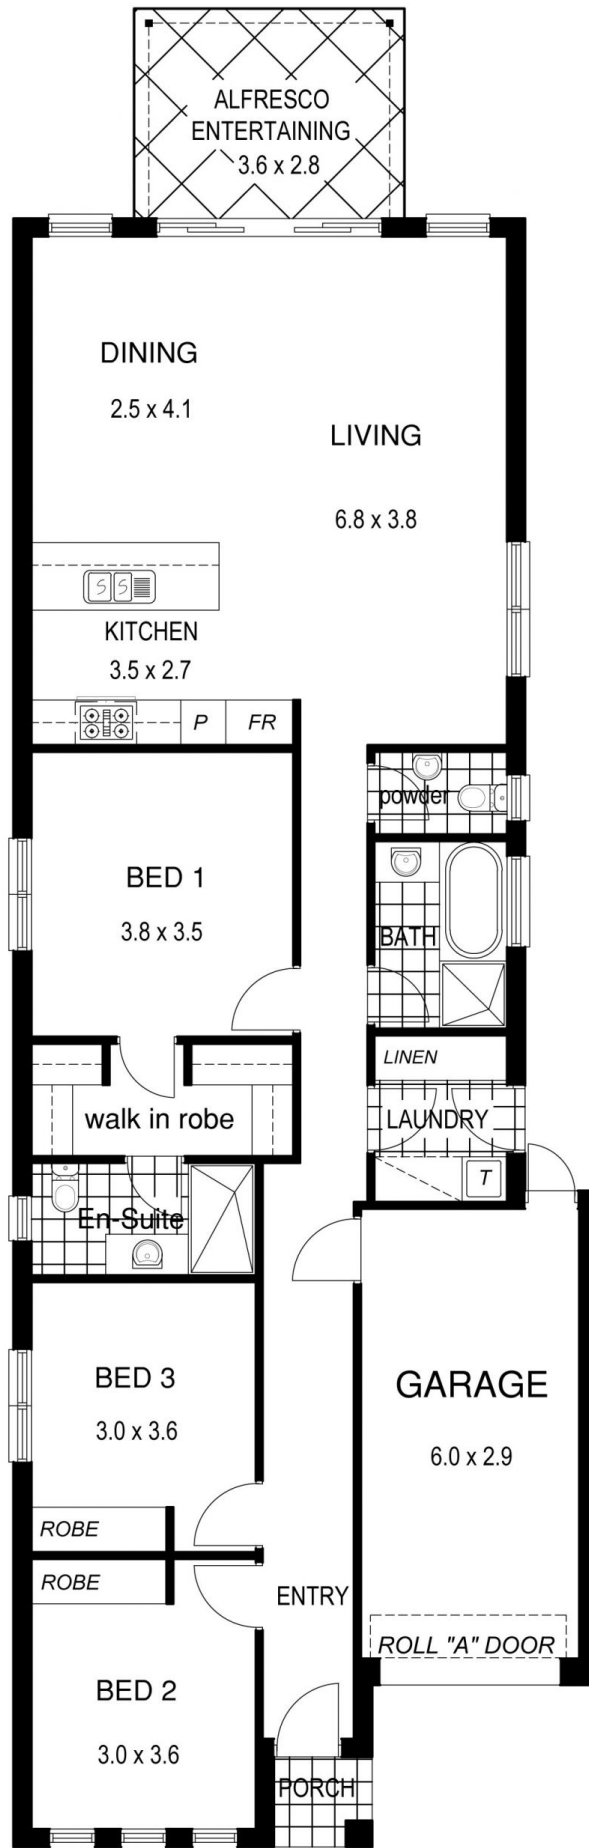 ALFRESCO
ENTERTAINING
3.6 x 2.8
DINING
2.5 x 4.1
LIVING
6.8 x 3.8
S S
KITCHEN
3.5 x 2.7
P
FR
powder
BED 1
3.8 x 3.5
BATH
LINEN
walk in robe
LAUNDRY
T
En-Suite
BED 3
3.0 x 3.6
GARAGE
6.0 x 2.9
ROBE
ROBE
ENTRY
ROLL "A" DOOR
BED 2
3.0 x 3.6
PORCH